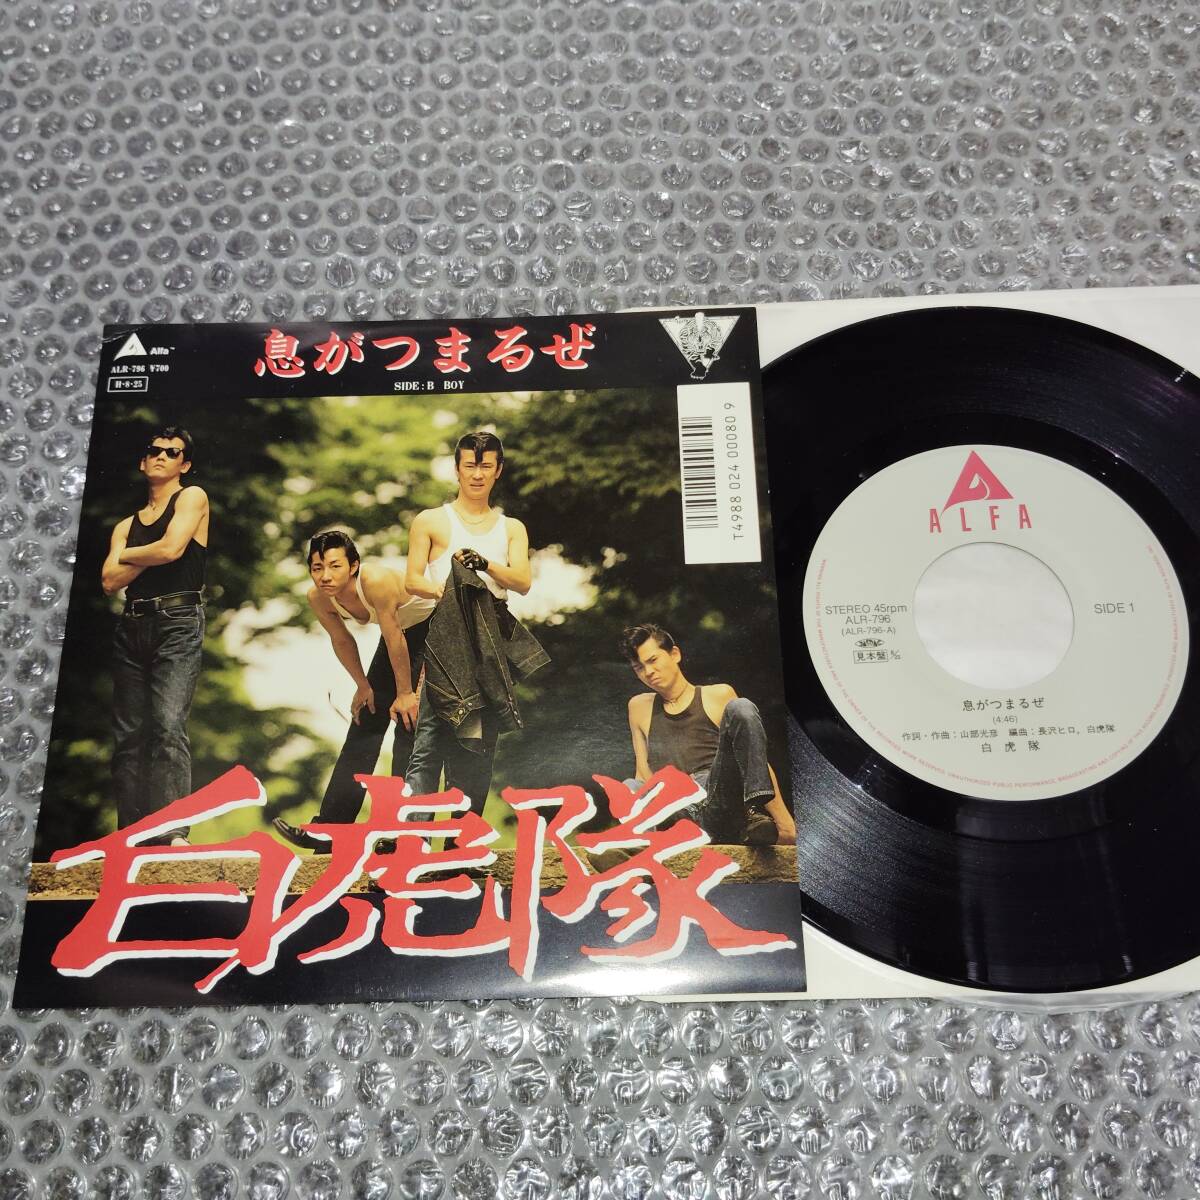 Alfa™
ALR-796 ¥700
H·8·25
息がつまるぜ
SIDE : B BOY
T4988 024 00080 9
白虎隊
ALFA
STEREO 45rpm
ALR-796
(ALR-796-A)
見本盤
SIDE 1
息がつまるぜ
(4:46)
作詞・作曲:山部光彦 編曲:長沢ヒロ,白虎隊
白虎隊